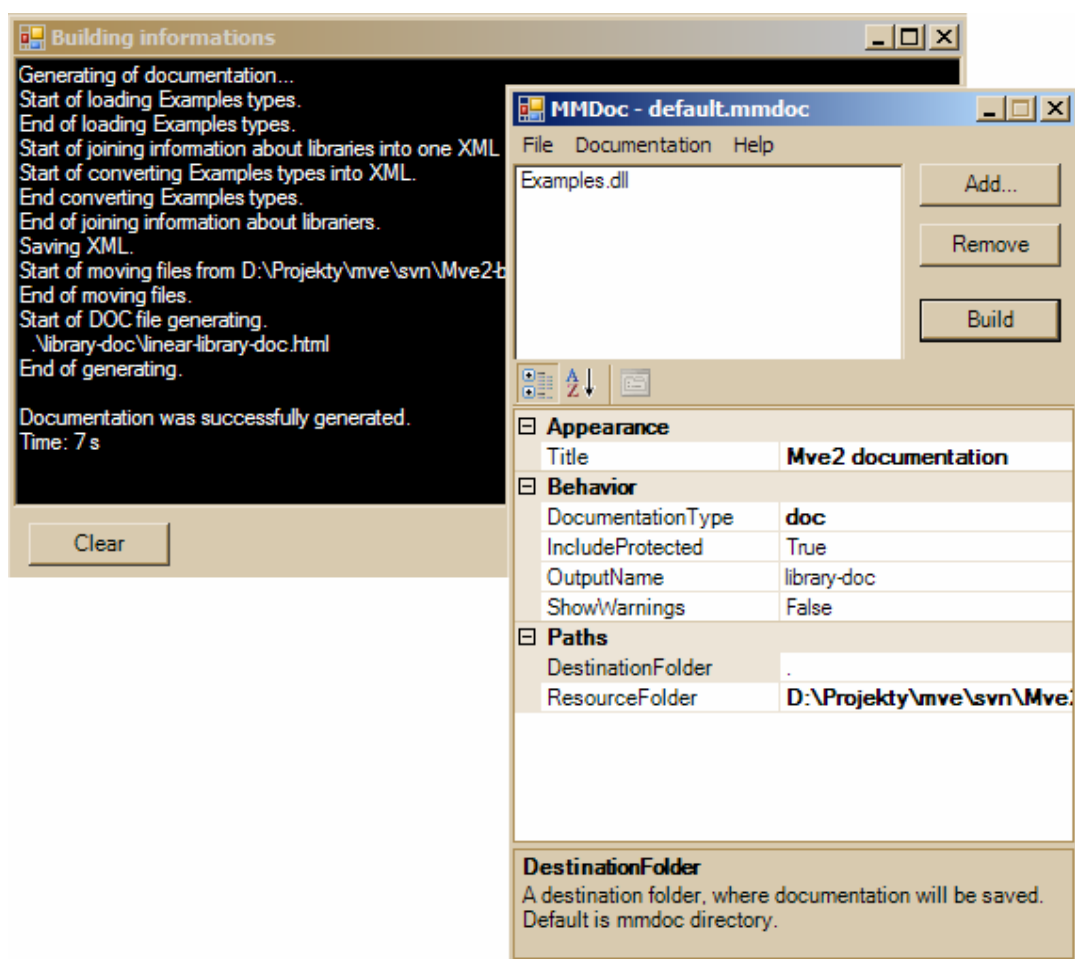 Building informations
Generating of documentation...
Start of loading Examples types.
End of loading Examples types.
Start of joining information about libraries into one XML
Start of converting Examples types into XML.
End converting Examples types.
End of joining information about librariers.
Saving XML.
Start of moving files from D:\Projekty\mve\svn\Mve2-b
End of moving files.
Start of DOC file generating.
.\library-doc\linear-library-doc.html
End of generating.
Documentation was successfully generated.
Time: 7 s
Clear
MMDoc - default.mmdoc
File Documentation Help
Examples.dll
Add...
Remove
Build
Appearance
Title Mve2 documentation
Behavior
DocumentationType doc
IncludeProtected True
OutputName library-doc
ShowWarnings False
Paths
DestinationFolder .
ResourceFolder D:\Projekty\mve\svn\Mve2
DestinationFolder
A destination folder, where documentation will be saved.
Default is mmdoc directory.